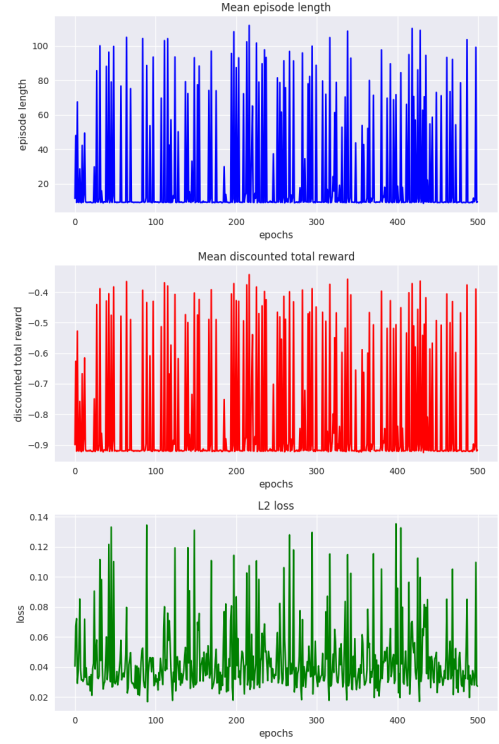 Mean episode length
100
80
60
40
20
episode length
0 100 200 300 400 500
epochs
Mean discounted total reward
−0.4
−0.5
−0.6
−0.7
−0.8
−0.9
discounted total reward
0 100 200 300 400 500
epochs
L2 loss
0.14
0.12
0.10
0.08
0.06
0.04
0.02
loss
0 100 200 300 400 500
epochs